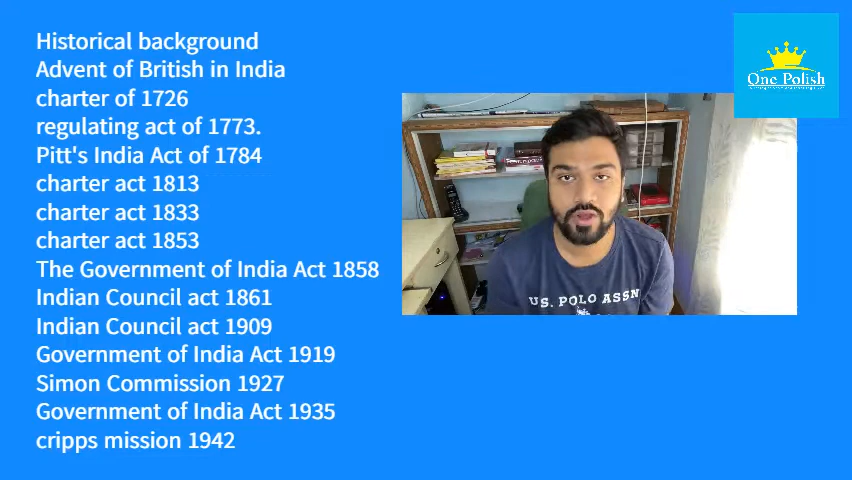 Historical background
Advent of British in India
charter of 1726
regulating act of 1773.
Pitt's India Act of 1784
charter act 1813
charter act 1833
charter act 1853
The Government of India Act 1858
Indian Council act 1861
Indian Council act 1909
Government of India Act 1919
Simon Commission 1927
Government of India Act 1935
cripps mission 1942
One Polish
US. POLO ASSN